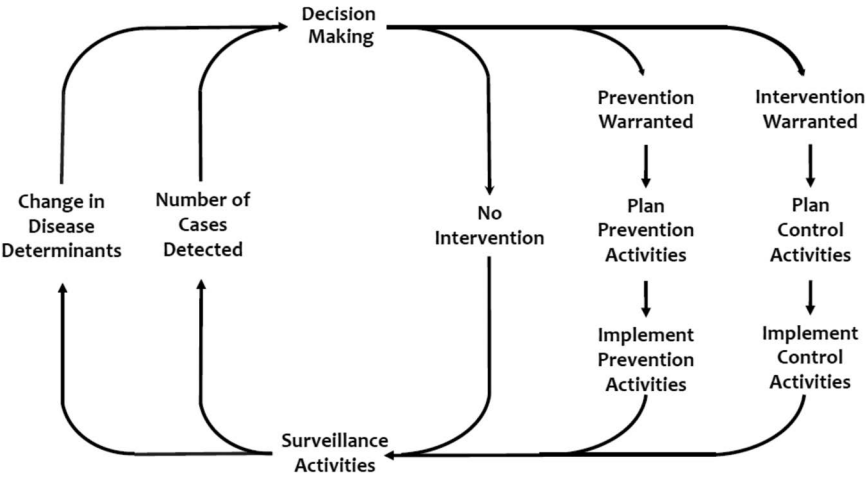 Decision
Making
Prevention
Warranted
Intervention
Warranted
Change in
Disease
Determinants
Number of
Cases
Detected
No
Intervention
Plan
Prevention
Activities
Plan
Control
Activities
Implement
Prevention
Activities
Implement
Control
Activities
Surveillance
Activities